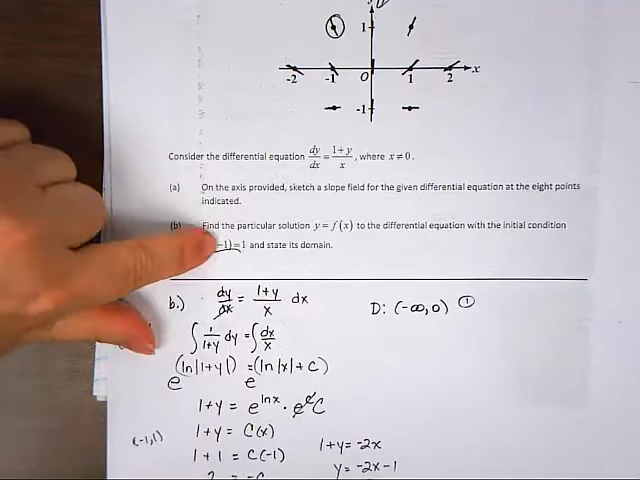 1
-2 -1 O 1 2 x
-1
Consider the differential equation dy/dx = 1+y/x, where x ≠ 0.
(a) On the axis provided, sketch a slope field for the given differential equation at the eight points
indicated.
(b) Find the particular solution y = f(x) to the differential equation with the initial condition
-1) = 1 and state its domain.
b.) dy/dx = 1+y/x dx
D: (-∞, 0) ①
∫ 1/1+y dy = ∫ dx/x
e^(ln|1+y|) = e^(ln|x| + C)
1+y = e^lnx · e^C C
1+y = C(x)
(-1,1)
1+1 = C(-1)
1+y = -2x
2 = -C
y = -2x-1